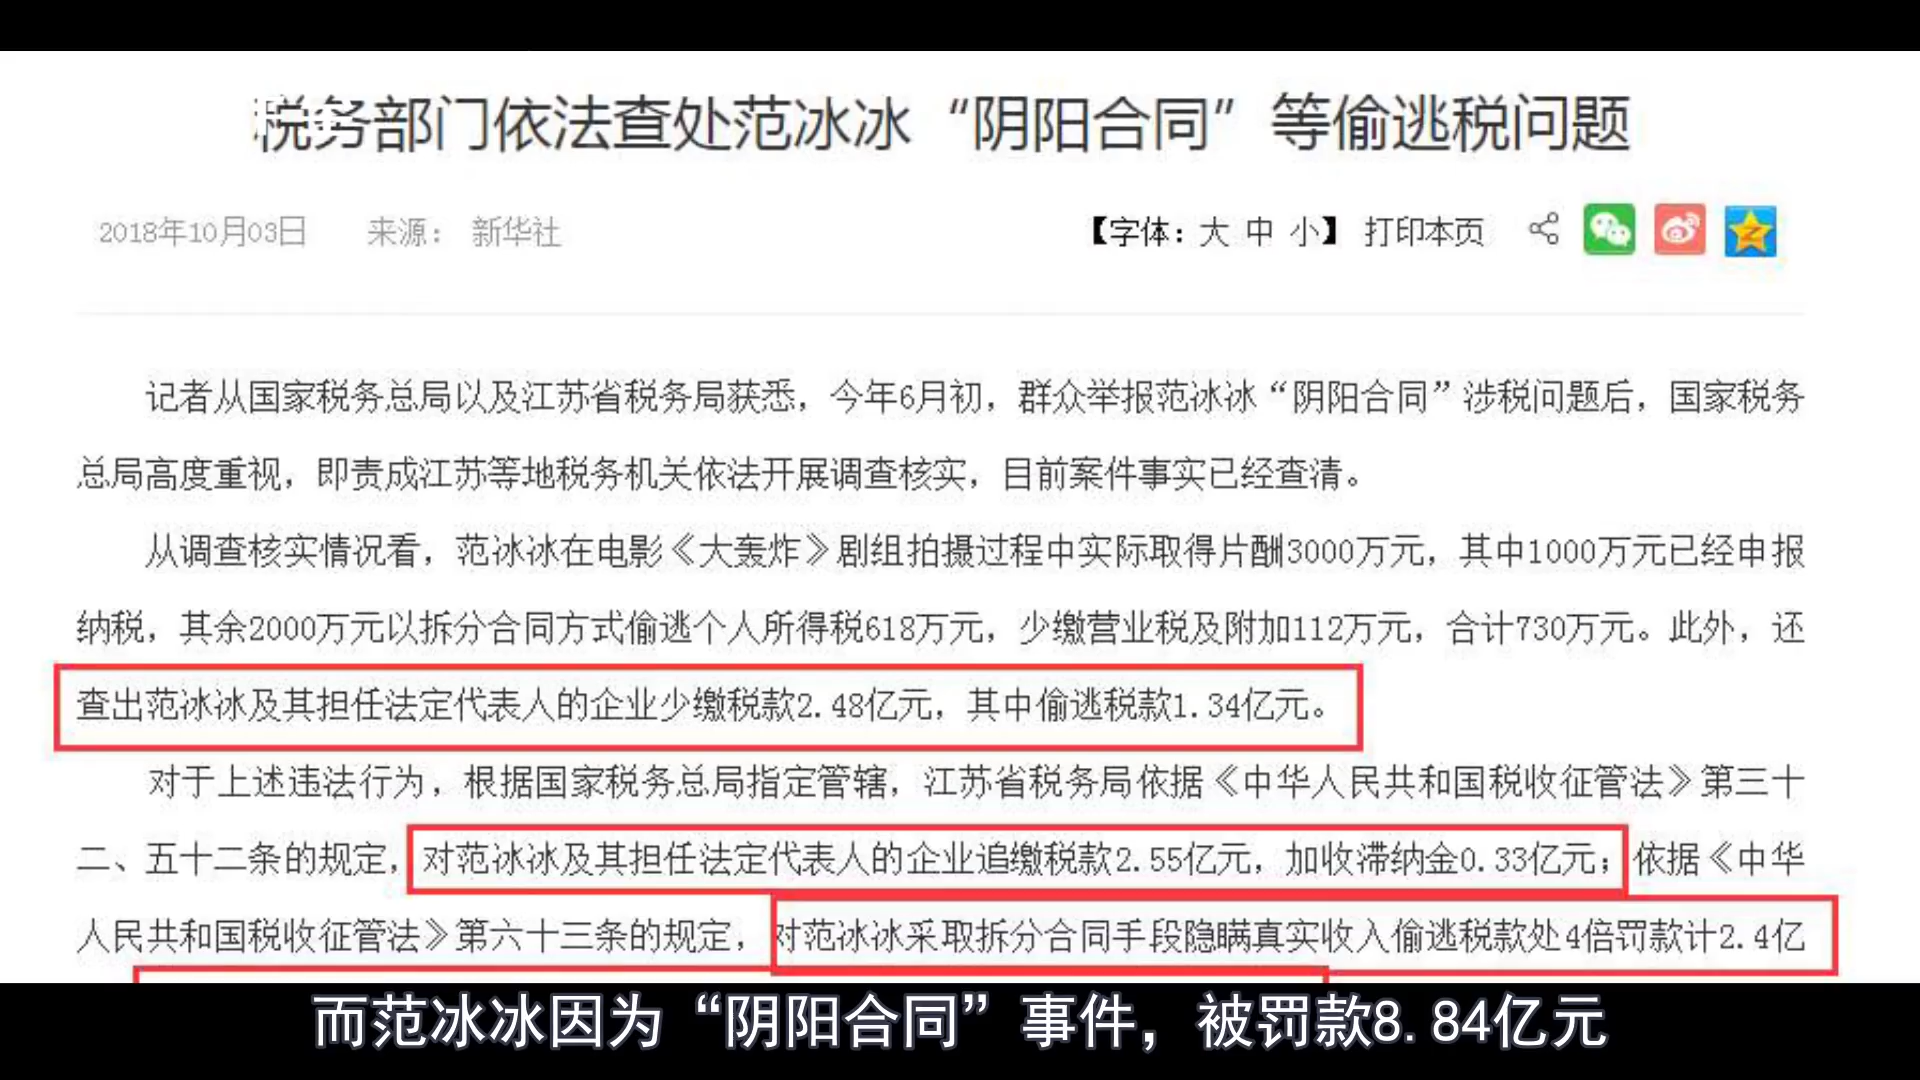 税务部门依法查处范冰冰“阴阳合同”等偷逃税问题
2018年10月03日 来源： 新华社 【字体：大 中 小】 打印本页
记者从国家税务总局以及江苏省税务局获悉，今年6月初，群众举报范冰冰“阴阳合同”涉税问题后，国家税务
总局高度重视，即责成江苏等地税务机关依法开展调查核实，目前案件事实已经查清。
从调查核实情况看，范冰冰在电影《大轰炸》剧组拍摄过程中实际取得片酬3000万元，其中1000万元已经申报
纳税，其余2000万元以拆分合同方式偷逃个人所得税618万元，少缴营业税及附加112万元，合计730万元。此外，还
查出范冰冰及其担任法定代表人的企业少缴税款2.48亿元，其中偷逃税款1.34亿元。
对于上述违法行为，根据国家税务总局指定管辖，江苏省税务局依据《中华人民共和国税收征管法》第三十
二、五十二条的规定，对范冰冰及其担任法定代表人的企业追缴税款2.55亿元，加收滞纳金0.33亿元；依据《中华
人民共和国税收征管法》第六十三条的规定，对范冰冰采取拆分合同手段隐瞒真实收入偷逃税款处4倍罚款计2.4亿
而范冰冰因为“阴阳合同”事件，被罚款8.84亿元